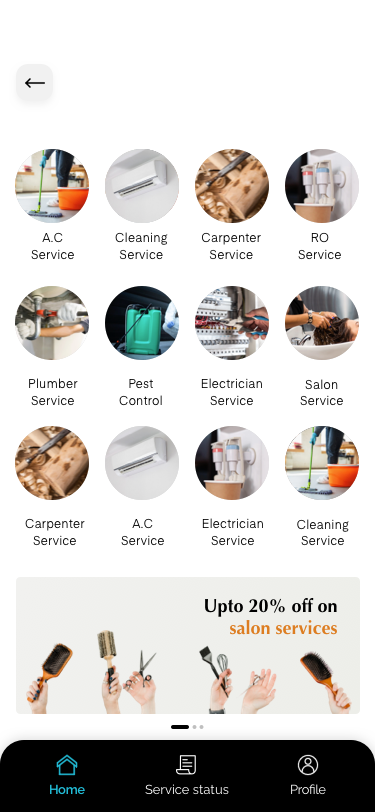 A.C
Service
Cleaning
Service
Carpenter
Service
RO
Service
Plumber
Service
Pest
Control
Electrician
Service
Salon
Service
Carpenter
Service
A.C
Service
Electrician
Service
Cleaning
Service
Upto 20% off on
salon services
Home
Service status
Profile